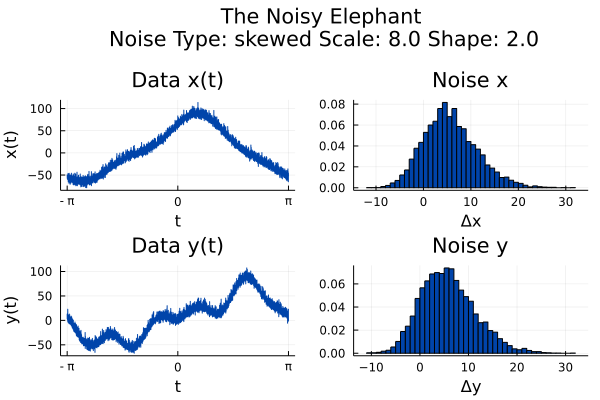 The Noisy Elephant
Noise Type: skewed Scale: 8.0 Shape: 2.0
Data x(t)
x(t)
100
50
0
−50
- π
0
π
t
Noise x
0.08
0.06
0.04
0.02
0.00
−10
0
10
20
30
Δx
Data y(t)
y(t)
100
50
0
−50
- π
0
π
t
Noise y
0.06
0.04
0.02
0.00
−10
0
10
20
30
Δy